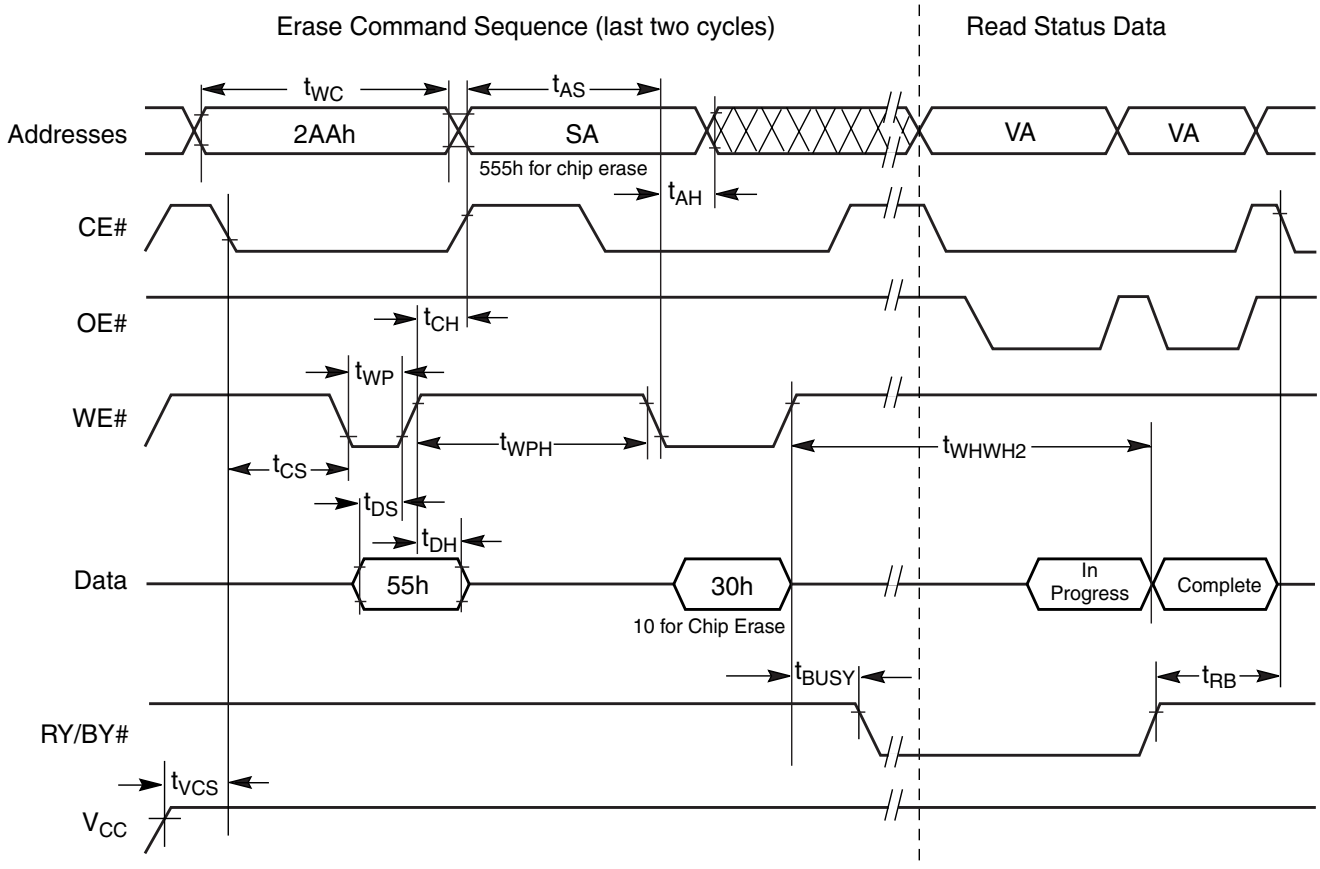 Erase Command Sequence (last two cycles)
Read Status Data
tWC
tAS
Addresses
2AAh
SA
VA
VA
555h for chip erase
tAH
CE#
OE#
tCH
tWP
WE#
tWPH
tWHWH2
tCS
tDS
tDH
Data
55h
30h
In
Progress
Complete
10 for Chip Erase
tBUSY
tRB
RY/BY#
tVCS
VCC